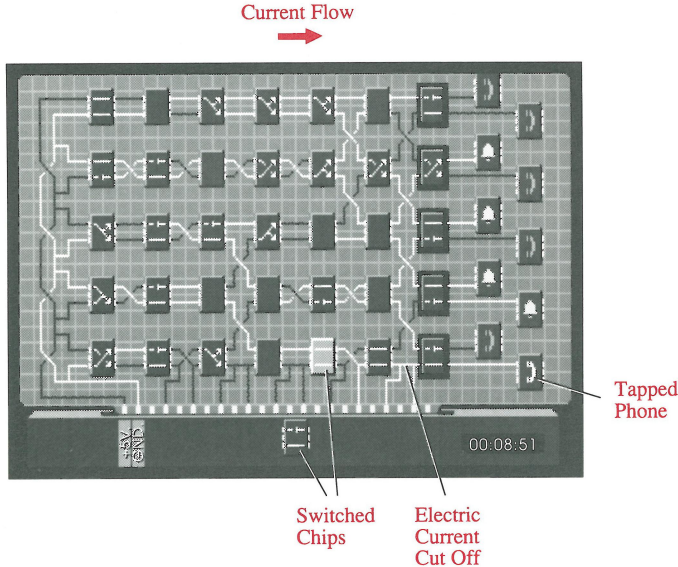 Current Flow
+5V
GND
00:08:51
Tapped
Phone
Switched
Chips
Electric
Current
Cut Off